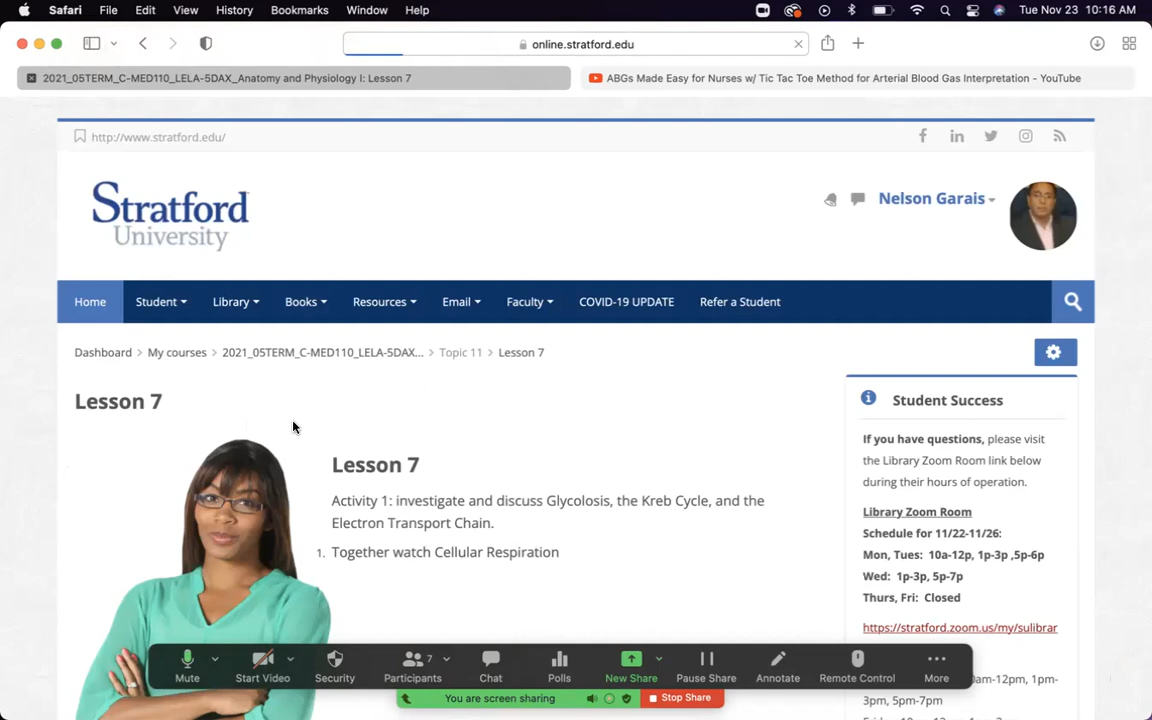 Safari File Edit View History Bookmarks Window Help Tue Nov 23 10:16 AM
online.stratford.edu
2021_05TERM_C-MED110_LELA-5DAX_Anatomy and Physiology I: Lesson 7
ABGs Made Easy for Nurses w/ Tic Tac Toe Method for Arterial Blood Gas Interpretation - YouTube
http://www.stratford.edu/
Stratford
University
Nelson Garais
Home Student Library Books Resources Email Faculty COVID-19 UPDATE Refer a Student
Dashboard > My courses > 2021_05TERM_C-MED110_LELA-5DAX... > Topic 11 > Lesson 7
Lesson 7
Lesson 7
Activity 1: investigate and discuss Glycolosis, the Kreb Cycle, and the
Electron Transport Chain.
1. Together watch Cellular Respiration
Student Success
If you have questions, please visit
the Library Zoom Room link below
during their hours of operation.
Library Zoom Room
Schedule for 11/22-11/26:
Mon, Tues: 10a-12p, 1p-3p ,5p-6p
Wed: 1p-3p, 5p-7p
Thurs, Fri: Closed
https://stratford.zoom.us/my/sulibrar
am-12pm, 1pm-
3pm, 5pm-7pm
Mute Start Video Security Participants 7 Chat Polls New Share Pause Share Annotate Remote Control More
You are screen sharing Stop Share